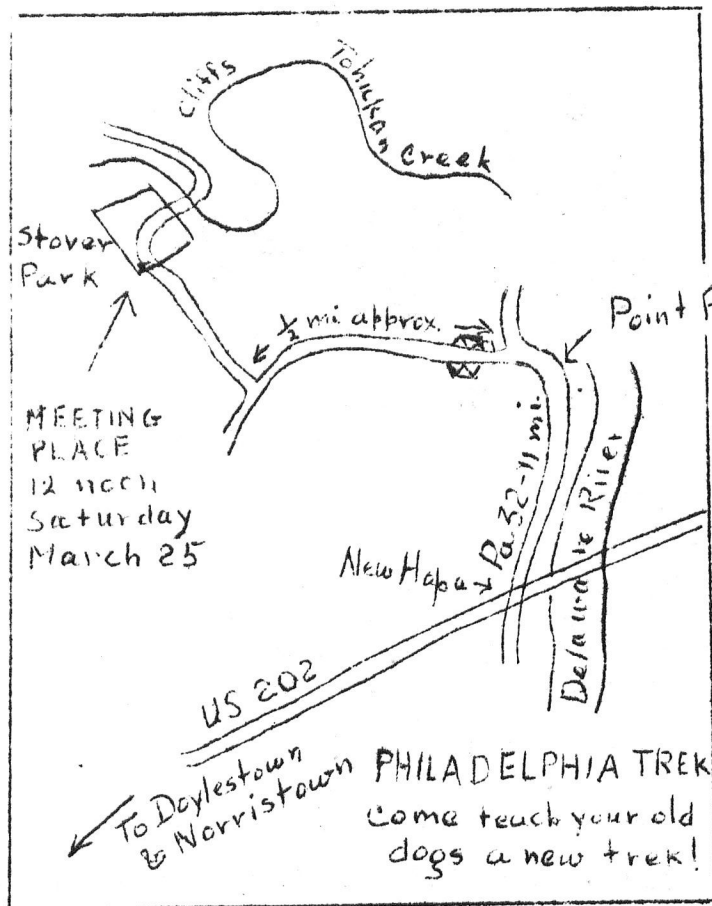 Cliffs
Tohickan
Creek
Stover
Park
½ mi approx.
Point P
MEETING
PLACE
12 noon
Saturday
March 25
Pa 32-11 mi.
Delaware River
New Hope
US 202
To Doylestown
& Norristown
PHILADELPHIA TREK
Come teach your old
dogs a new trek!